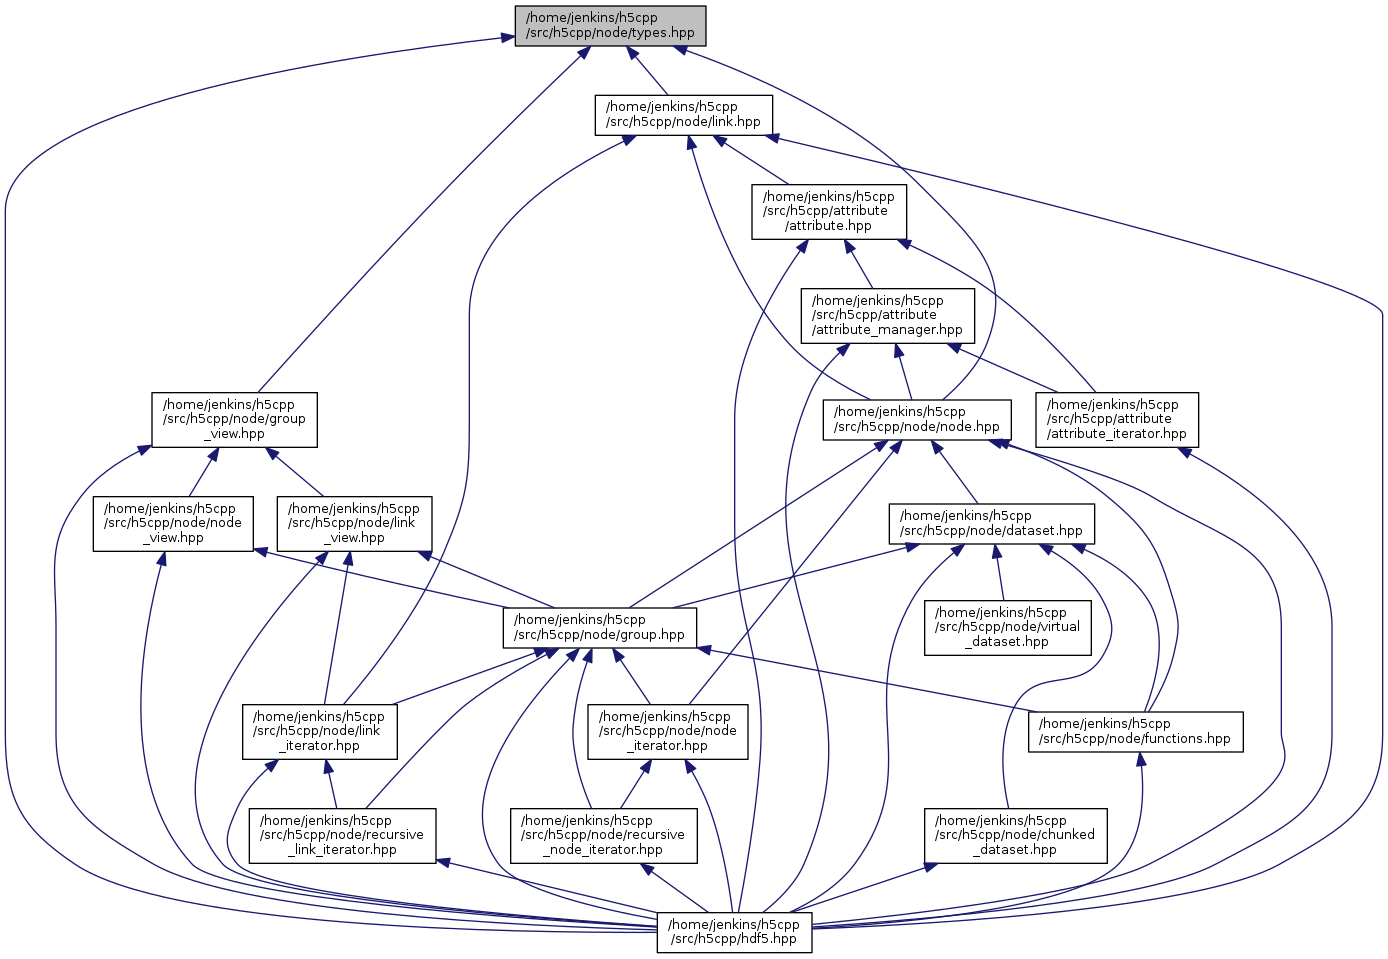 /home/jenkins/h5cpp
/src/h5cpp/node/types.hpp
/home/jenkins/h5cpp
/src/h5cpp/node/link.hpp
/home/jenkins/h5cpp
/src/h5cpp/attribute
/attribute.hpp
/home/jenkins/h5cpp
/src/h5cpp/attribute
/attribute_manager.hpp
/home/jenkins/h5cpp
/src/h5cpp/node/group
_view.hpp
/home/jenkins/h5cpp
/src/h5cpp/node/node.hpp
/home/jenkins/h5cpp
/src/h5cpp/attribute
/attribute_iterator.hpp
/home/jenkins/h5cpp
/src/h5cpp/node/node
_view.hpp
/home/jenkins/h5cpp
/src/h5cpp/node/link
_view.hpp
/home/jenkins/h5cpp
/src/h5cpp/node/dataset.hpp
/home/jenkins/h5cpp
/src/h5cpp/node/group.hpp
/home/jenkins/h5cpp
/src/h5cpp/node/virtual
_dataset.hpp
/home/jenkins/h5cpp
/src/h5cpp/node/link
_iterator.hpp
/home/jenkins/h5cpp
/src/h5cpp/node/node
_iterator.hpp
/home/jenkins/h5cpp
/src/h5cpp/node/functions.hpp
/home/jenkins/h5cpp
/src/h5cpp/node/recursive
_link_iterator.hpp
/home/jenkins/h5cpp
/src/h5cpp/node/recursive
_node_iterator.hpp
/home/jenkins/h5cpp
/src/h5cpp/node/chunked
_dataset.hpp
/home/jenkins/h5cpp
/src/h5cpp/hdf5.hpp